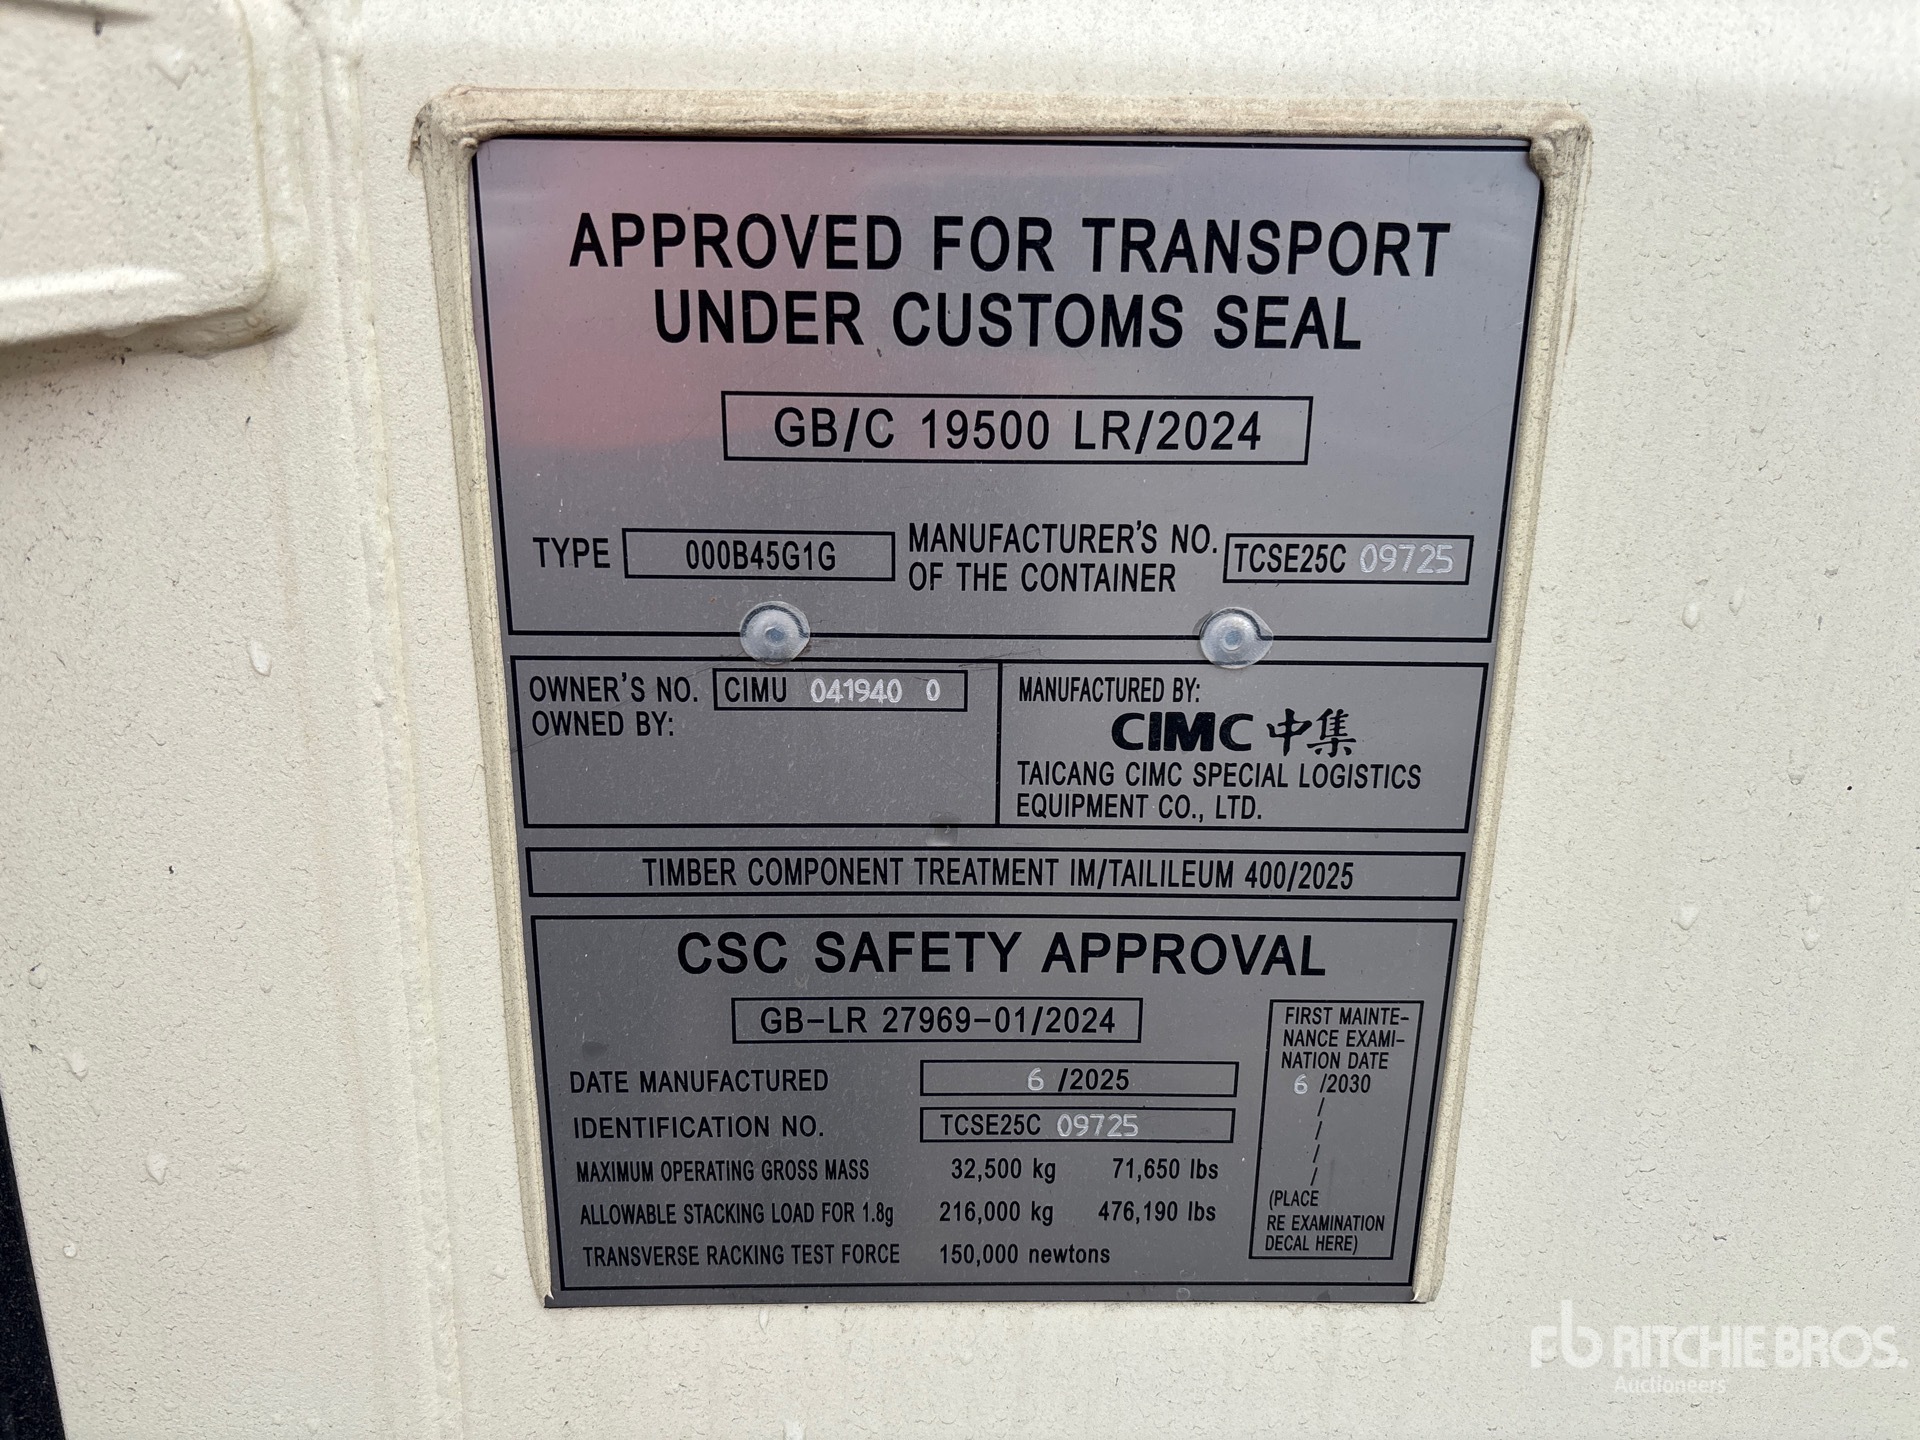 APPROVED FOR TRANSPORT
UNDER CUSTOMS SEAL
GB/C 19500 LR/2024
TYPE 000B45G1G MANUFACTURER'S NO. OF THE CONTAINER TCSE25C 09725
OWNER'S NO. CIMU 041940 0
OWNED BY:
MANUFACTURED BY:
CIMC 中集
TAICANG CIMC SPECIAL LOGISTICS
EQUIPMENT CO., LTD.
TIMBER COMPONENT TREATMENT IM/TAILILEUM 400/2025
CSC SAFETY APPROVAL
GB-LR 27969-01/2024
DATE MANUFACTURED 6 /2025
IDENTIFICATION NO. TCSE25C 09725
MAXIMUM OPERATING GROSS MASS 32,500 kg 71,650 lbs
ALLOWABLE STACKING LOAD FOR 1.8g 216,000 kg 476,190 lbs
TRANSVERSE RACKING TEST FORCE 150,000 newtons
FIRST MAINTE-
NANCE EXAMI-
NATION DATE
6 /2030
/
/
/
/
(PLACE
RE EXAMINATION
DECAL HERE)
rb RITCHIE BROS.
Auctioneers